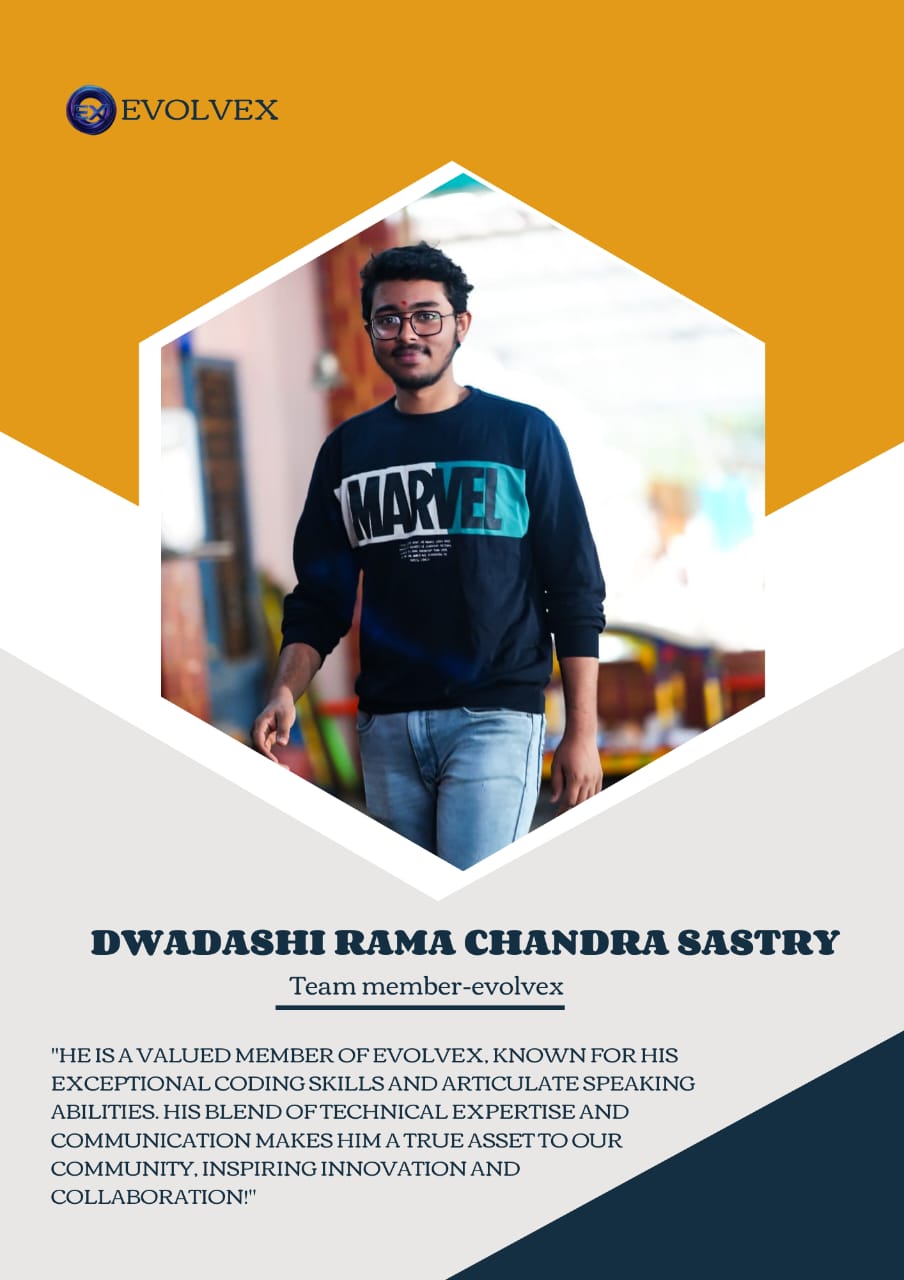 EX
EVOLVEX
MARVEL
DWADASHI RAMA CHANDRA SASTRY
Team member-evolvex
"HE IS A VALUED MEMBER OF EVOLVEX, KNOWN FOR HIS
EXCEPTIONAL CODING SKILLS AND ARTICULATE SPEAKING
ABILITIES. HIS BLEND OF TECHNICAL EXPERTISE AND
COMMUNICATION MAKES HIM A TRUE ASSET TO OUR
COMMUNITY, INSPIRING INNOVATION AND
COLLABORATION!"